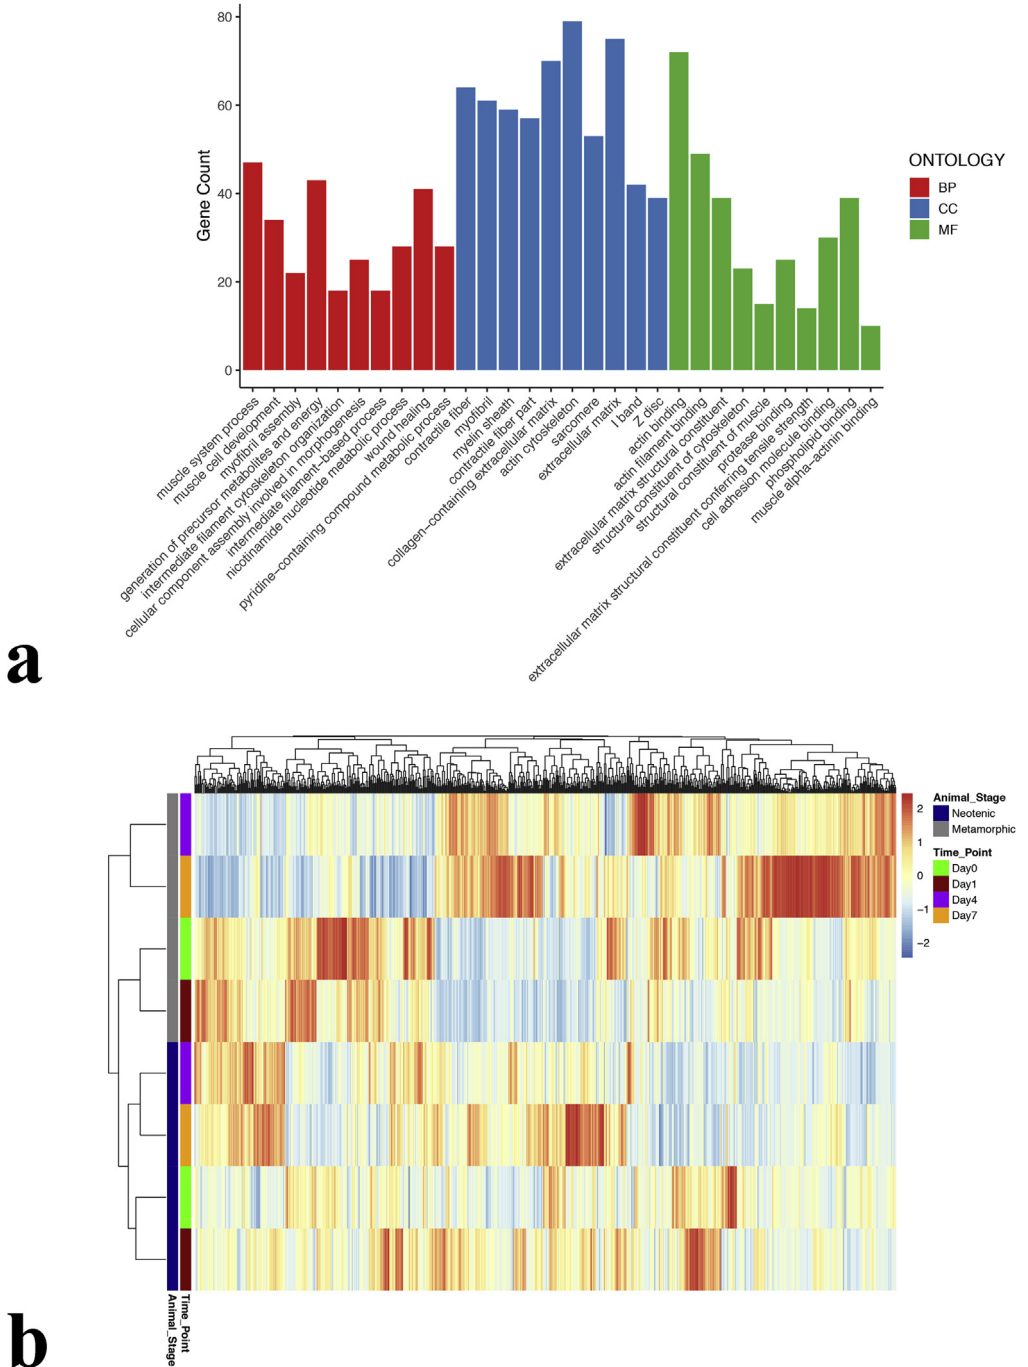 80
60
40
20
0
Gene Count
muscle system process
muscle cell development
myofibril assembly
generation of precursor metabolites and energy
intermediate filament cytoskeleton organization
cellular component assembly involved in morphogenesis
intermediate filament−based process
nicotinamide nucleotide metabolic process
wound healing
pyridine−containing compound metabolic process
contractile fiber
myofibril
myelin sheath
contractile fiber part
collagen−containing extracellular matrix
actin cytoskeleton
sarcomere
extracellular matrix
I band
Z disc
actin binding
actin filament binding
extracellular matrix structural constituent
structural constituent of cytoskeleton
structural constituent of muscle
protease binding
extracellular matrix structural constituent conferring tensile strength
cell adhesion molecule binding
phospholipid binding
muscle alpha−actinin binding
ONTOLOGY
BP
CC
MF
a
2
1
0
−1
−2
Animal_Stage
Neotenic
Metamorphic
Time_Point
Day0
Day1
Day4
Day7
Animal_Stage
Time_Point
b